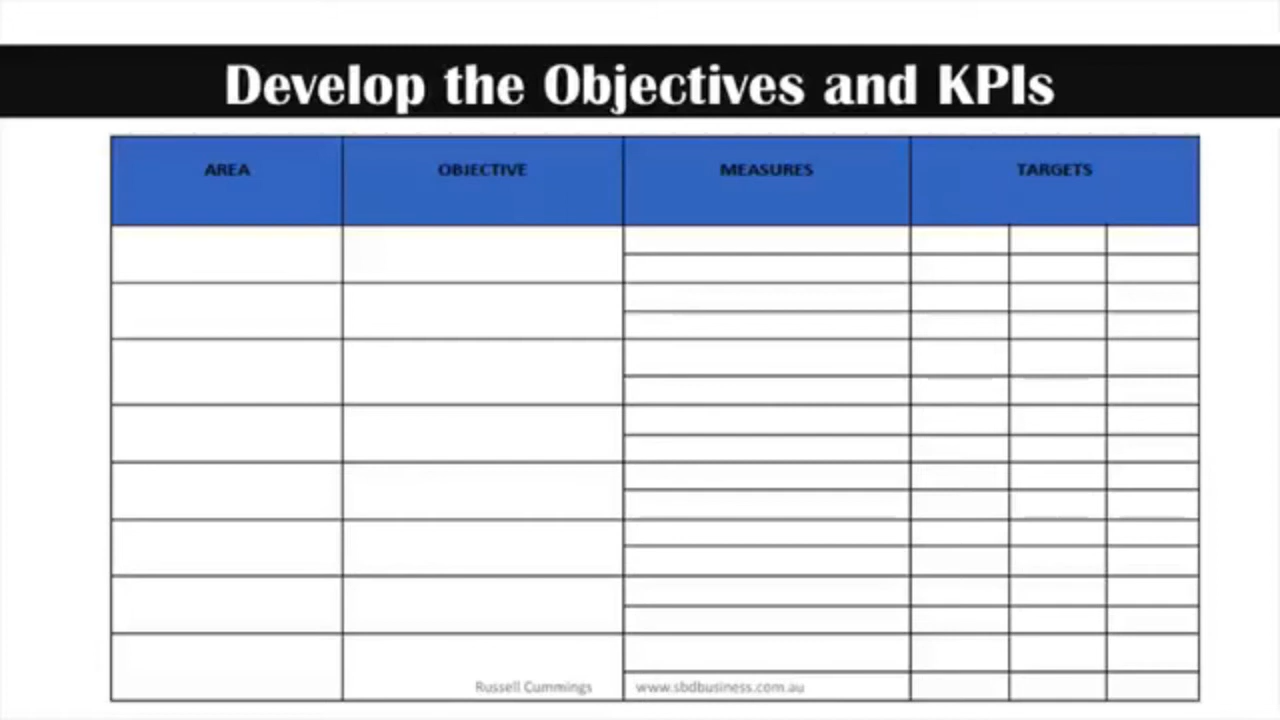 Develop the Objectives and KPIs
AREA OBJECTIVE MEASURES TARGETS
Russell Cummings www.sbdbusiness.com.au